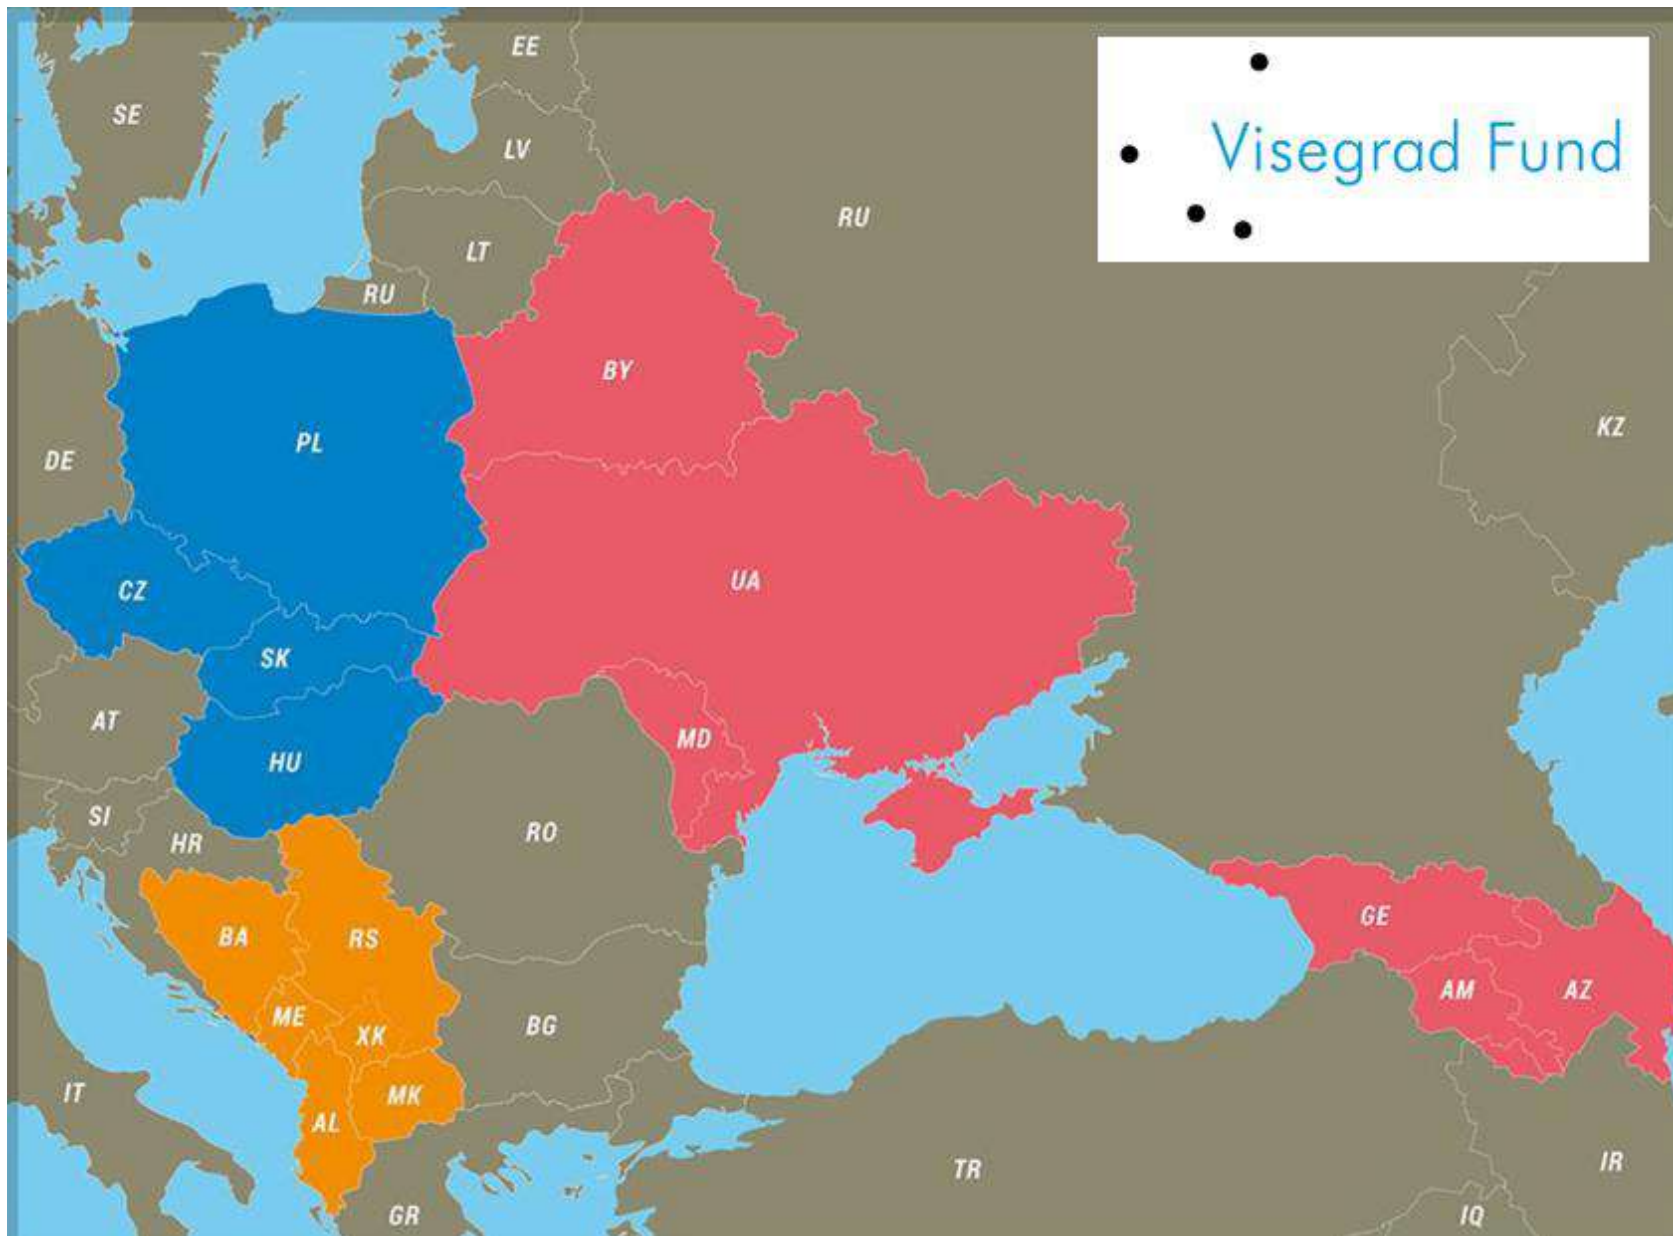 EE
SE
Visegrad Fund
LV
RU
LT
RU
BY
KZ
PL
DE
UA
CZ
SK
AT
MD
HU
SI
RO
HR
GE
BA
RS
AM
AZ
ME
BG
XK
IT
MK
AL
IR
TR
GR
IQ